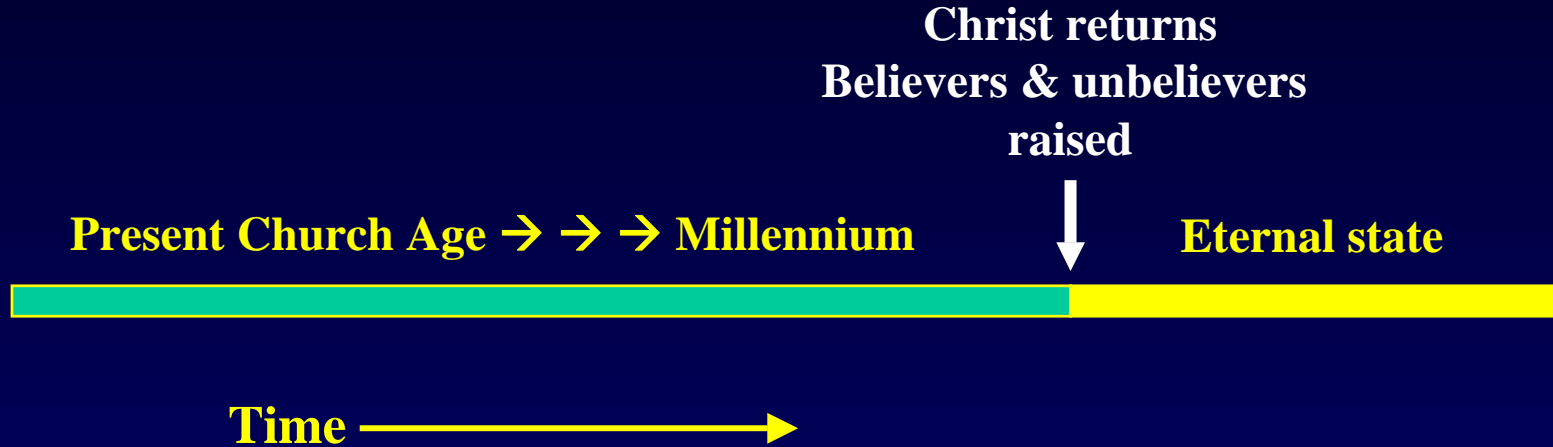 Christ returns
Believers & unbelievers
raised
Present Church Age → → → Millennium
Eternal state
Time